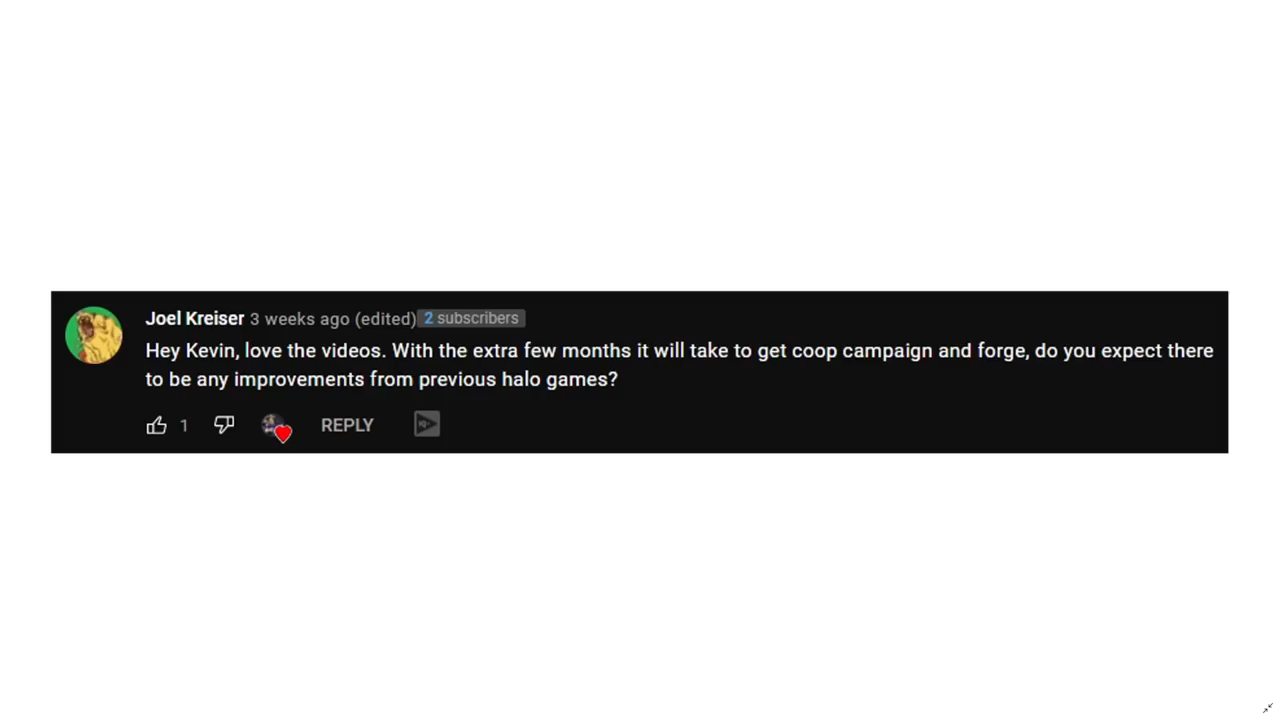 Joel Kreiser 3 weeks ago (edited) 2 subscribers
Hey Kevin, love the videos. With the extra few months it will take to get coop campaign and forge, do you expect there
to be any improvements from previous halo games?
1 REPLY